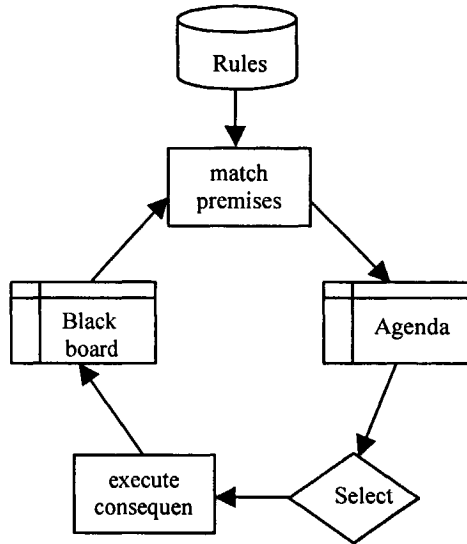 Rules
match
premises
Black
board
Agenda
execute
consequen
Select